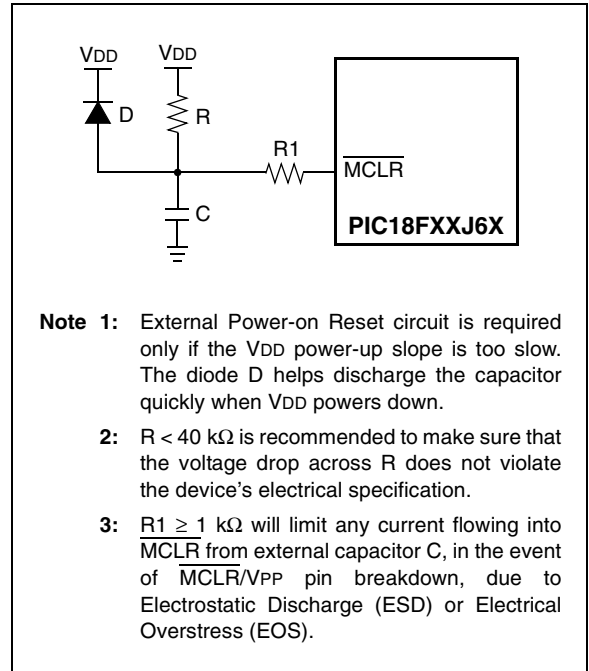 VDD VDD
D
R
R1
MCLR
C
PIC18FXXJ6X
Note 1: External Power-on Reset circuit is required
only if the VDD power-up slope is too slow.
The diode D helps discharge the capacitor
quickly when VDD powers down.
2: R < 40 kΩ is recommended to make sure that
the voltage drop across R does not violate
the device's electrical specification.
3: R1 ≥ 1 kΩ will limit any current flowing into
MCLR from external capacitor C, in the event
of MCLR/VPP pin breakdown, due to
Electrostatic Discharge (ESD) or Electrical
Overstress (EOS).